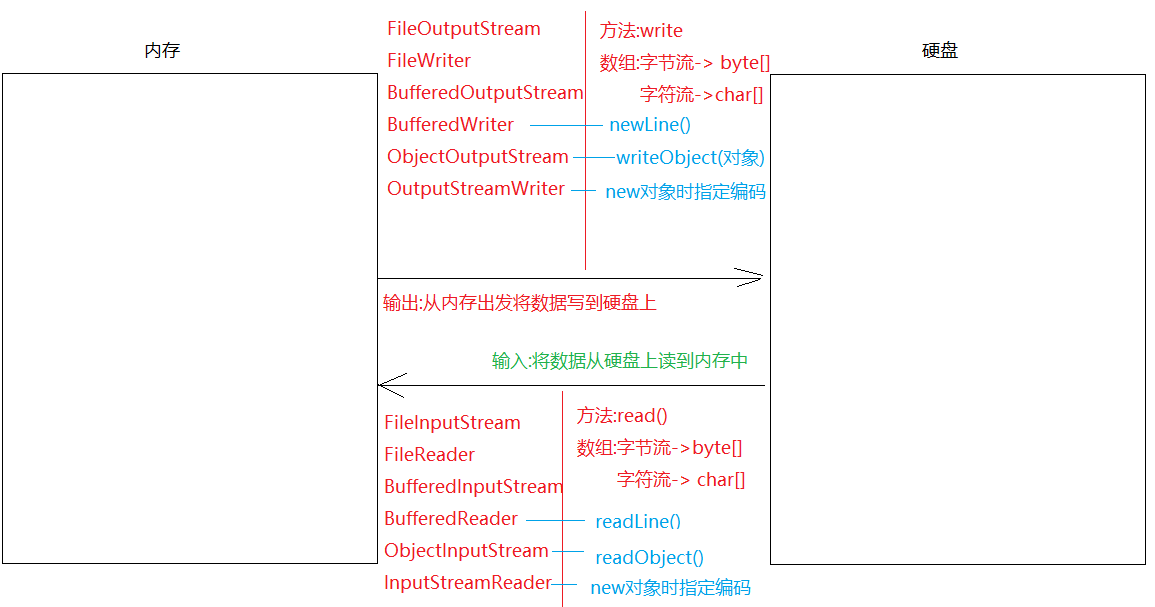 内存
硬盘
FileOutputStream
FileWriter
BufferedOutputStream
BufferedWriter
ObjectOutputStream
OutputStreamWriter
方法:write
数组:字节流-> byte[]
字符流->char[]
newLine()
writeObject(对象)
new对象时指定编码
输出:从内存出发将数据写到硬盘上
输入:将数据从硬盘上读到内存中
FileInputStream
FileReader
BufferedInputStream
BufferedReader
ObjectInputStream
InputStreamReader
方法:read()
数组:字节流->byte[]
字符流-> char[]
readLine()
readObject()
new对象时指定编码